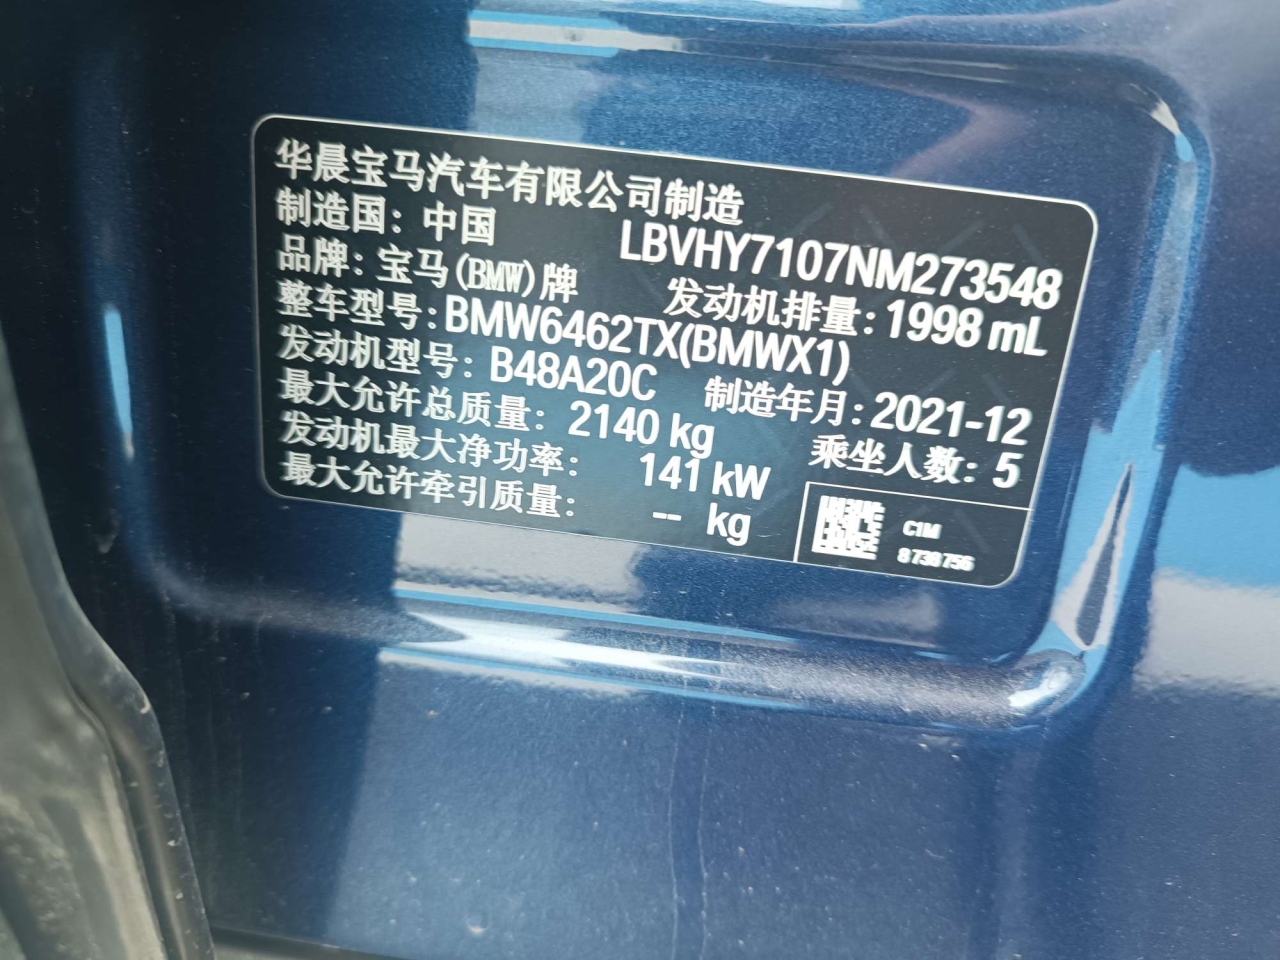 华晨宝马汽车有限公司制造
制造国：中国 LBVHY7107NM273548
品牌：宝马(BMW)牌 发动机排量：1998 mL
整车型号：BMW6462TX(BMWX1)
发动机型号：B48A20C 制造年月：2021-12
最大允许总质量：2140 kg 乘坐人数：5
发动机最大净功率：141 kW
最大允许牵引质量：-- kg
C1M
8738756